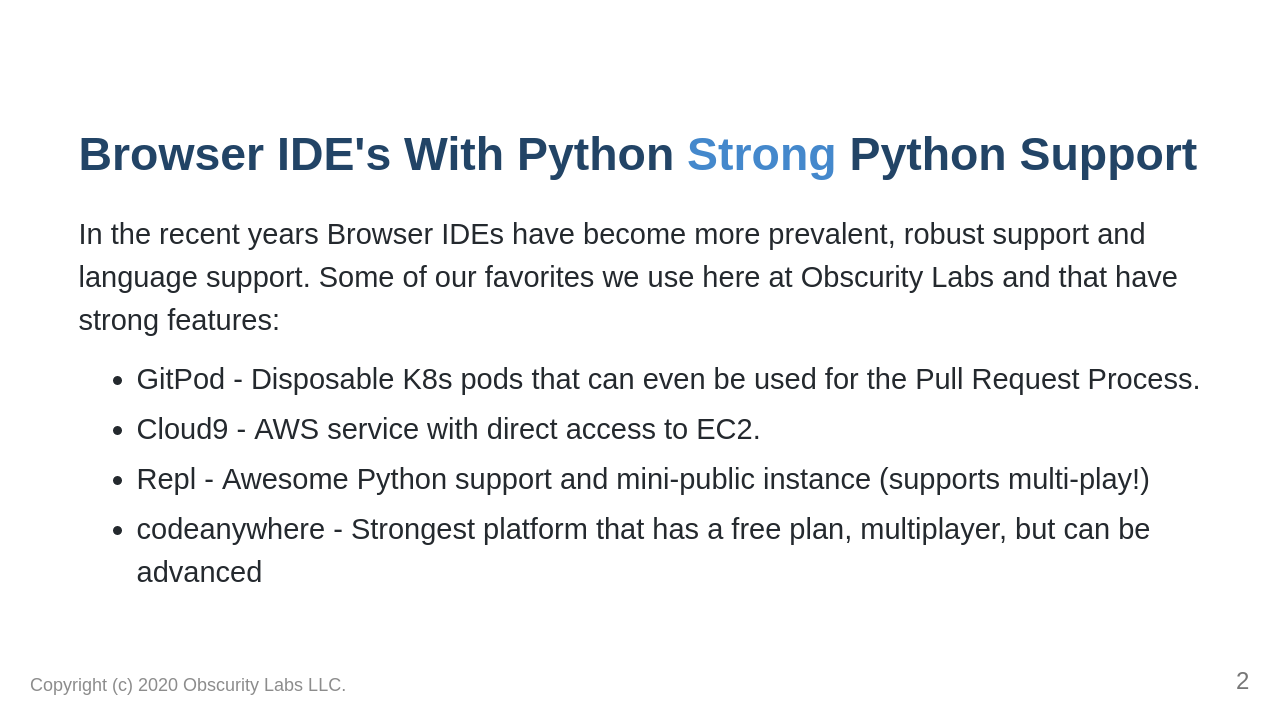 Browser IDE's With Python Strong Python Support
In the recent years Browser IDEs have become more prevalent, robust support and
language support. Some of our favorites we use here at Obscurity Labs and that have
strong features:
• GitPod - Disposable K8s pods that can even be used for the Pull Request Process.
• Cloud9 - AWS service with direct access to EC2.
• Repl - Awesome Python support and mini-public instance (supports multi-play!)
• codeanywhere - Strongest platform that has a free plan, multiplayer, but can be
advanced
Copyright (c) 2020 Obscurity Labs LLC.
2